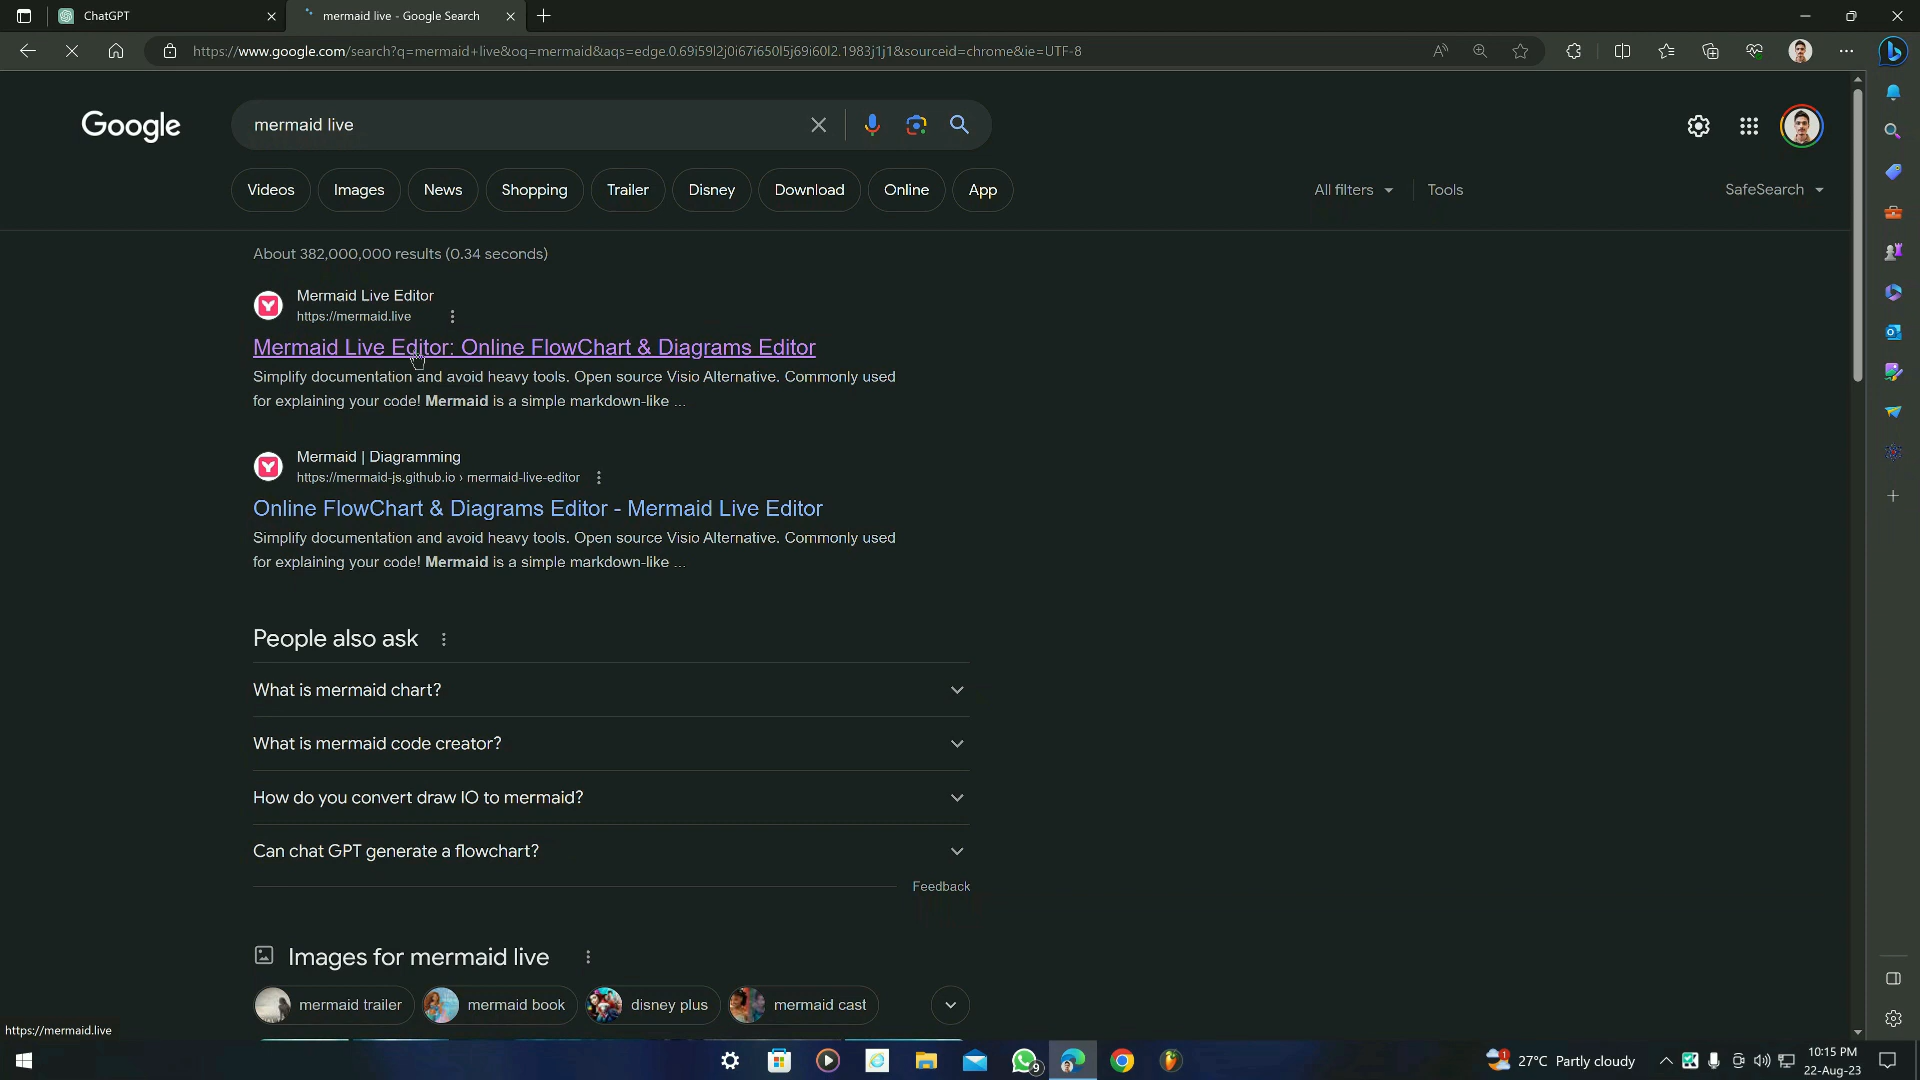 ChatGPT
mermaid live - Google Search
https://www.google.com/search?q=mermaid+live&oq=mermaid&aqs=edge.0.69i59l2j0i67i650l5j69i60l2.1983j1j1&sourceid=chrome&ie=UTF-8
Google
mermaid live
Videos
Images
News
Shopping
Trailer
Disney
Download
Online
App
All filters
Tools
SafeSearch
About 382,000,000 results (0.34 seconds)
Mermaid Live Editor
https://mermaid.live
Mermaid Live Editor: Online FlowChart & Diagrams Editor
Simplify documentation and avoid heavy tools. Open source Visio Alternative. Commonly used
for explaining your code! Mermaid is a simple markdown-like ...
Mermaid | Diagramming
https://mermaid-js.github.io › mermaid-live-editor
Online FlowChart & Diagrams Editor - Mermaid Live Editor
Simplify documentation and avoid heavy tools. Open source Visio Alternative. Commonly used
for explaining your code! Mermaid is a simple markdown-like ...
People also ask
What is mermaid chart?
What is mermaid code creator?
How do you convert draw IO to mermaid?
Can chat GPT generate a flowchart?
Feedback
Images for mermaid live
mermaid trailer
mermaid book
disney plus
mermaid cast
https://mermaid.live
9
1
27°C Partly cloudy
10:15 PM
22-Aug-23